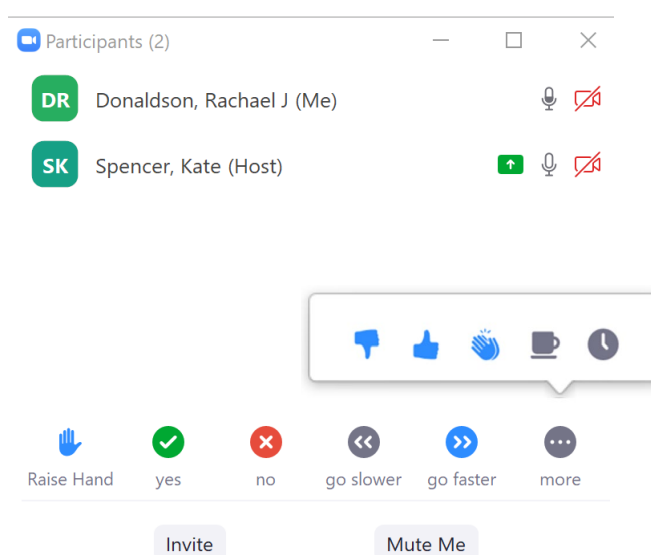 Participants (2)
DR Donaldson, Rachael J (Me)
SK Spencer, Kate (Host)
Raise Hand yes no go slower go faster more
Invite Mute Me